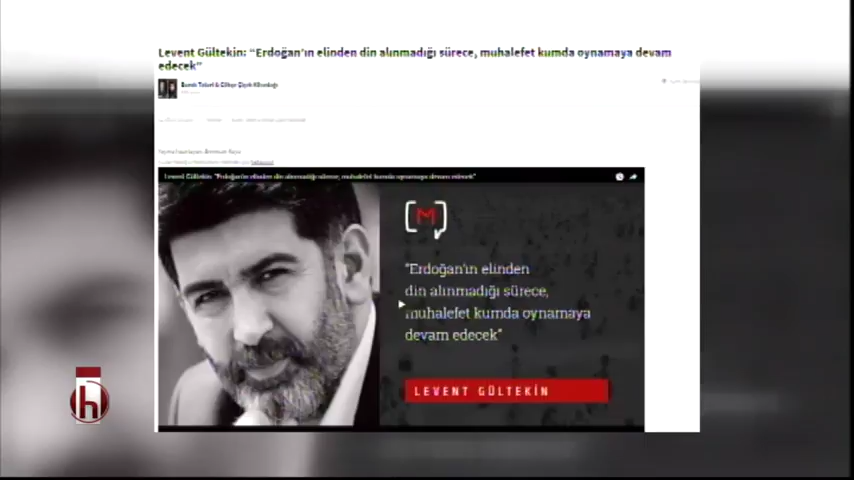 Levent Gültekin: “Erdoğan’ın elinden din alınmadığı sürece, muhalefet kumda oynamaya devam
edecek”
Levent Gültekin: "Erdoğan'ın elinden din alınmadığı sürece, muhalefet kumda oynamaya devam edecek"
M
"Erdoğan'ın elinden
din alınmadığı sürece,
muhalefet kumda oynamaya
devam edecek"
LEVENT GÜLTEKİN
h